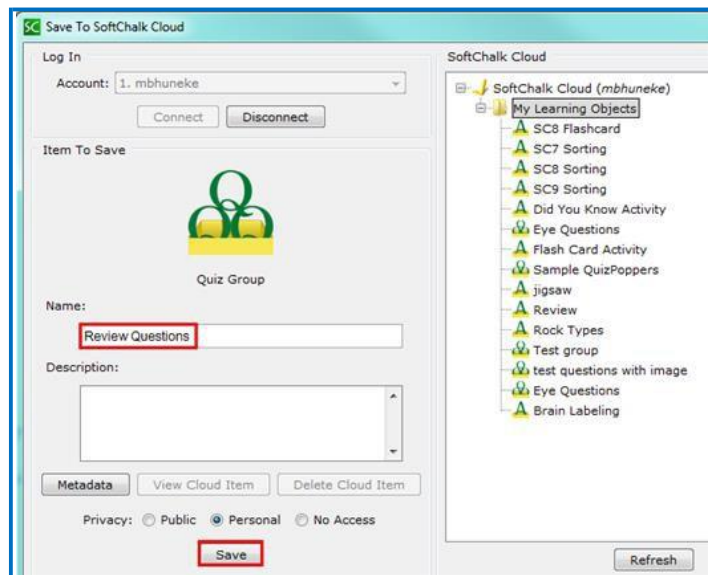 SC Save To SoftChalk Cloud
Log In
Account: 1. mbhuneke
Connect Disconnect
Item To Save
Quiz Group
Name:
Review Questions
Description:
Metadata View Cloud Item Delete Cloud Item
Privacy: Public Personal No Access
Save
SoftChalk Cloud
SoftChalk Cloud (mbhuneke)
My Learning Objects
A SC8 Flashcard
A SC7 Sorting
A SC8 Sorting
A SC9 Sorting
A Did You Know Activity
Eye Questions
A Flash Card Activity
Sample QuizPoppers
A jigsaw
A Review
A Rock Types
Test group
test questions with image
Eye Questions
A Brain Labeling
Refresh